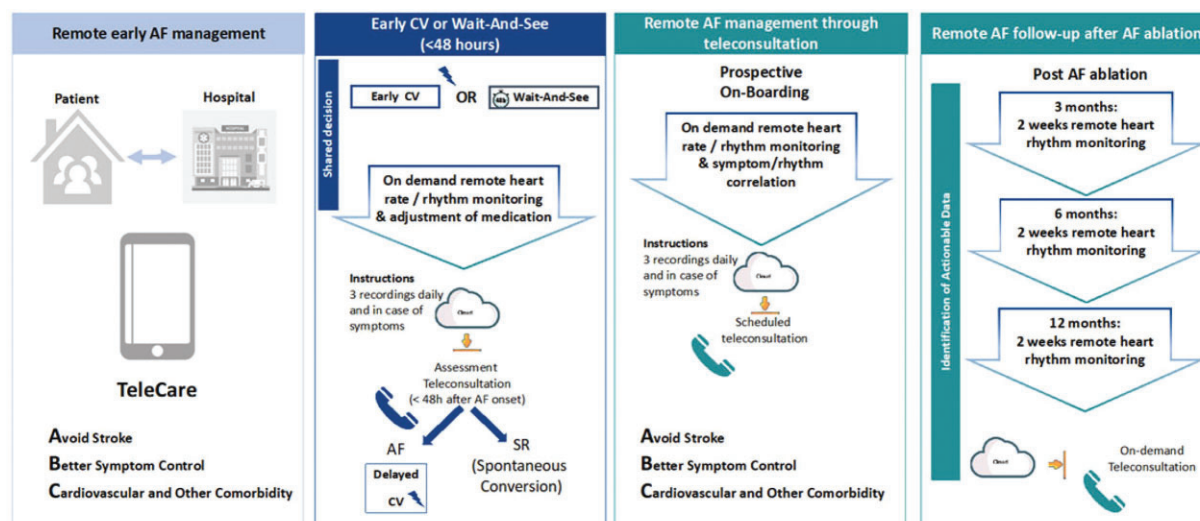 Remote early AF management
Patient
Hospital
HOSPITAL
TeleCare
Avoid Stroke
Better Symptom Control
Cardiovascular and Other Comorbidity
Early CV or Wait-And-See
(<48 hours)
Shared decision
Early CV
OR
48h
Wait-And-See
On demand remote heart
rate / rhythm monitoring
& adjustment of medication
Instructions
3 recordings daily
and in case of
symptoms
Cloud
Assessment
Teleconsultation
(< 48h after AF onset)
AF
Delayed
CV
SR
(Spontaneous
Conversion)
Remote AF management through
teleconsultation
Prospective
On-Boarding
On demand remote heart
rate / rhythm monitoring
& symptom/rhythm
correlation
Instructions
3 recordings daily
and in case of
symptoms
Cloud
Scheduled
teleconsultation
Avoid Stroke
Better Symptom Control
Cardiovascular and Other Comorbidity
Remote AF follow-up after AF ablation
Identification of Actionable Data
Post AF ablation
3 months:
2 weeks remote heart
rhythm monitoring
6 months:
2 weeks remote heart
rhythm monitoring
12 months:
2 weeks remote heart
rhythm monitoring
Cloud
On-demand
Teleconsultation